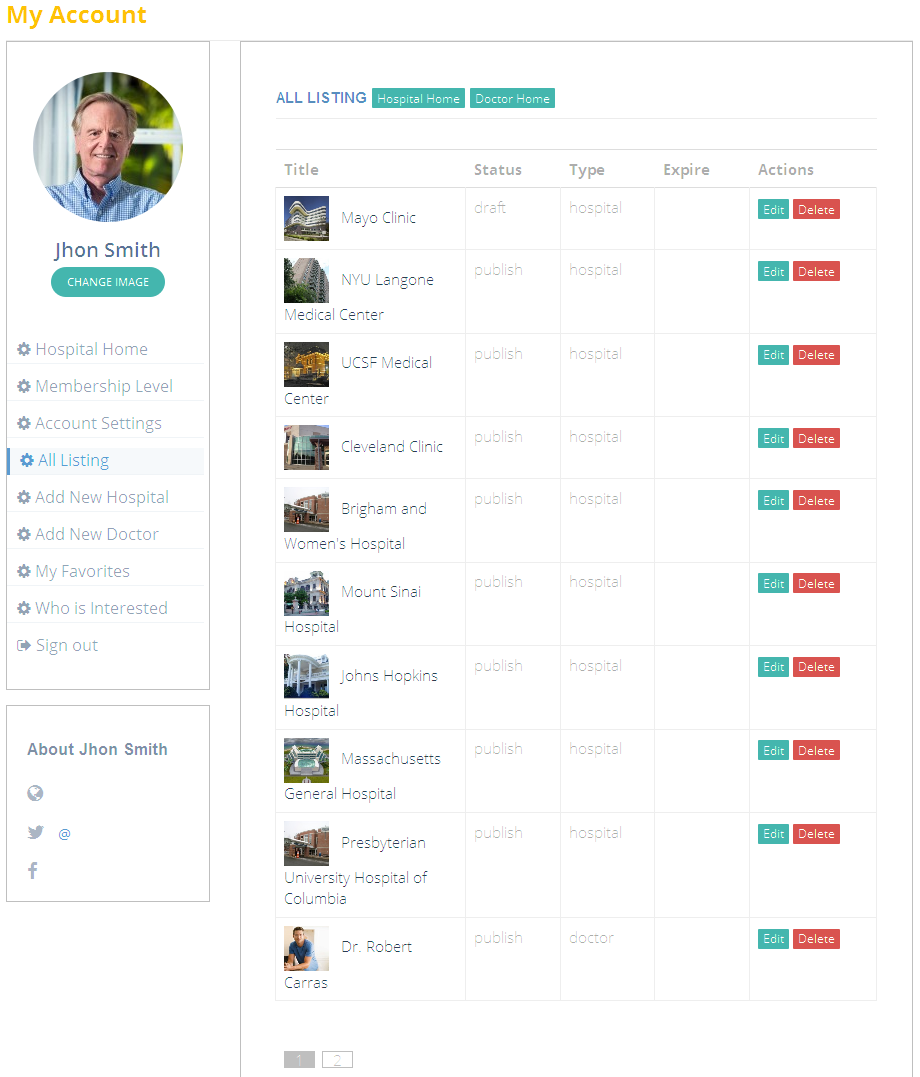 My Account
Jhon Smith
CHANGE IMAGE
Hospital Home
Membership Level
Account Settings
All Listing
Add New Hospital
Add New Doctor
My Favorites
Who is Interested
Sign out
About Jhon Smith
@
ALL LISTING Hospital Home Doctor Home
Title Status Type Expire Actions
Mayo Clinic draft hospital Edit Delete
NYU Langone publish hospital Edit Delete
Medical Center
UCSF Medical publish hospital Edit Delete
Center
Cleveland Clinic publish hospital Edit Delete
Brigham and publish hospital Edit Delete
Women's Hospital
Mount Sinai publish hospital Edit Delete
Hospital
Johns Hopkins publish hospital Edit Delete
Hospital
Massachusetts publish hospital Edit Delete
General Hospital
Presbyterian publish hospital Edit Delete
University Hospital of
Columbia
Dr. Robert publish doctor Edit Delete
Carras
1 2